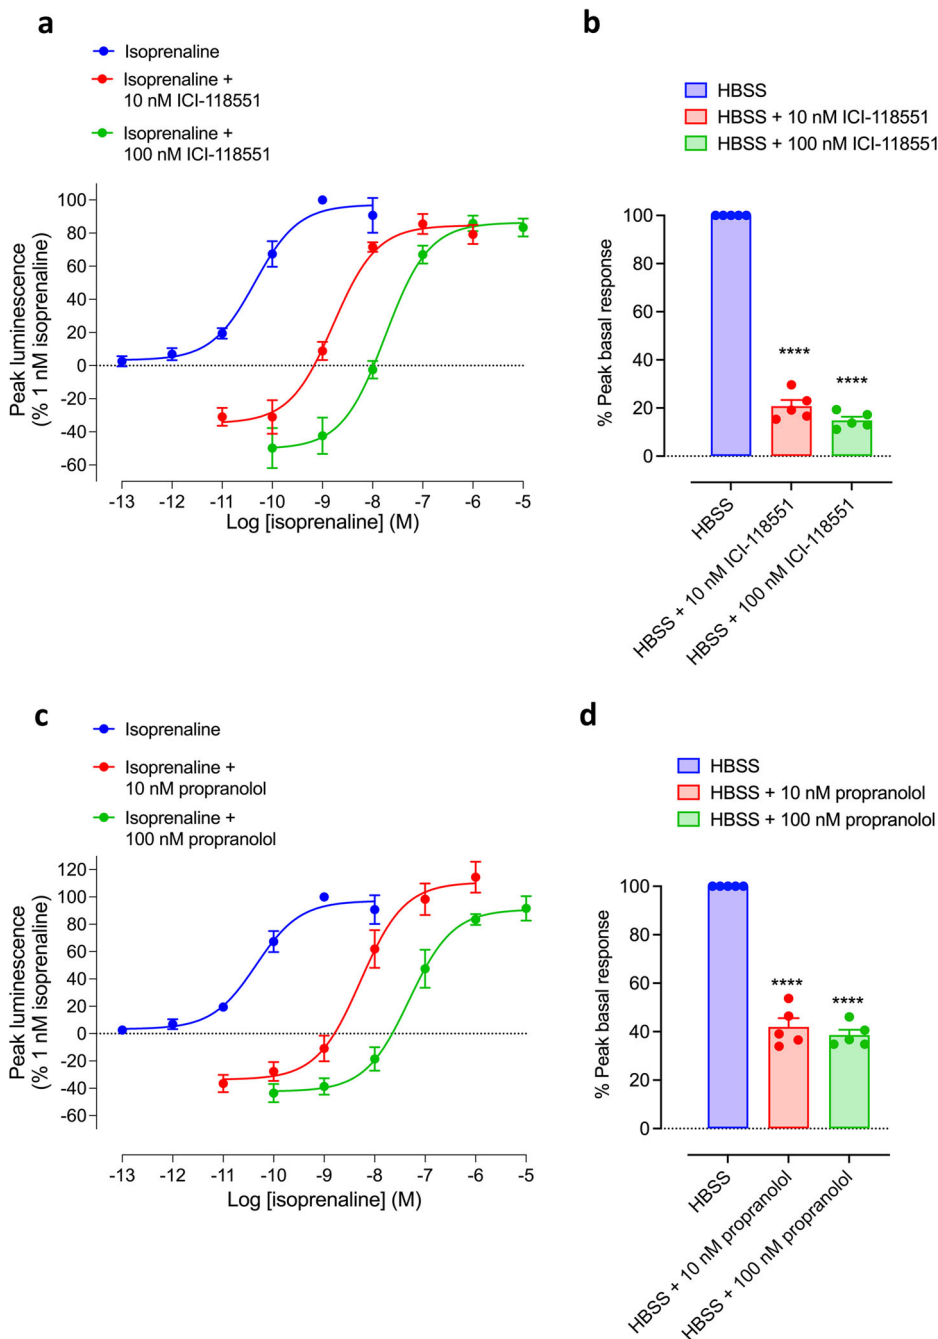 a
Isoprenaline
Isoprenaline +
10 nM ICI-118551
Isoprenaline +
100 nM ICI-118551
Peak luminescence
(% 1 nM isoprenaline)
100
80
60
40
20
0
-20
-40
-60
-13 -12 -11 -10 -9 -8 -7 -6 -5
Log [isoprenaline] (M)
b
HBSS
HBSS + 10 nM ICI-118551
HBSS + 100 nM ICI-118551
% Peak basal response
100
80
60
40
20
0
****
****
HBSS
HBSS + 10 nM ICI-118551
HBSS + 100 nM ICI-118551
c
Isoprenaline
Isoprenaline +
10 nM propranolol
Isoprenaline +
100 nM propranolol
Peak luminescence
(% 1 nM isoprenaline)
120
100
80
60
40
20
0
-20
-40
-60
-13 -12 -11 -10 -9 -8 -7 -6 -5
Log [isoprenaline] (M)
d
HBSS
HBSS + 10 nM propranolol
HBSS + 100 nM propranolol
% Peak basal response
100
80
60
40
20
0
****
****
HBSS
HBSS + 10 nM propranolol
HBSS + 100 nM propranolol